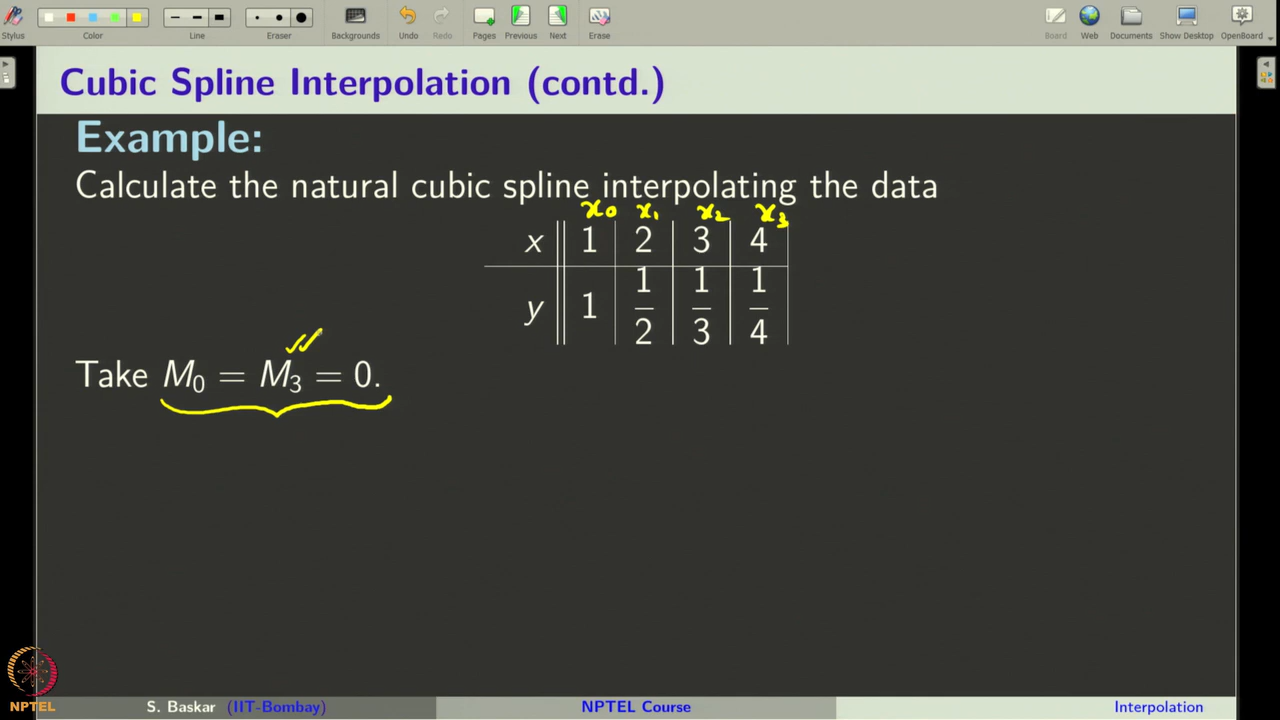 Stylus
Color
Line
Eraser
Backgrounds
Undo
Redo
Pages
Previous
Next
Erase
Board
Web
Documents
Show Desktop
OpenBoard
Cubic Spline Interpolation (contd.)
Example:
Calculate the natural cubic spline interpolating the data
x₀ x₁ x₂ x₃
x 1 2 3 4
y 1 1/2 1/3 1/4
Take M₀ = M₃ = 0.
NPTEL
S. Baskar (IIT-Bombay) NPTEL Course Interpolation